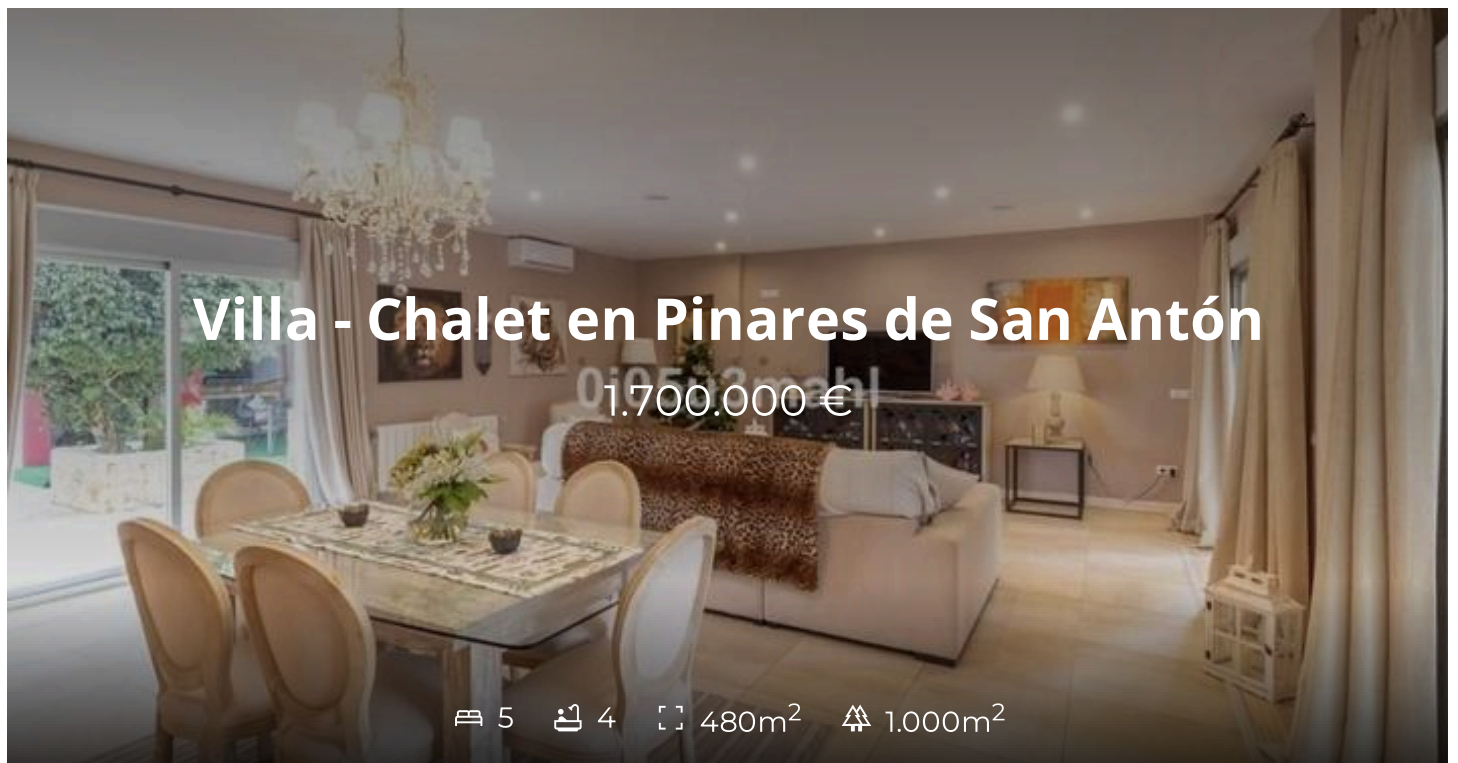 Villa - Chalet en Pinares de San Antón
1.700.000 €
5 4 480m² 1.000m²